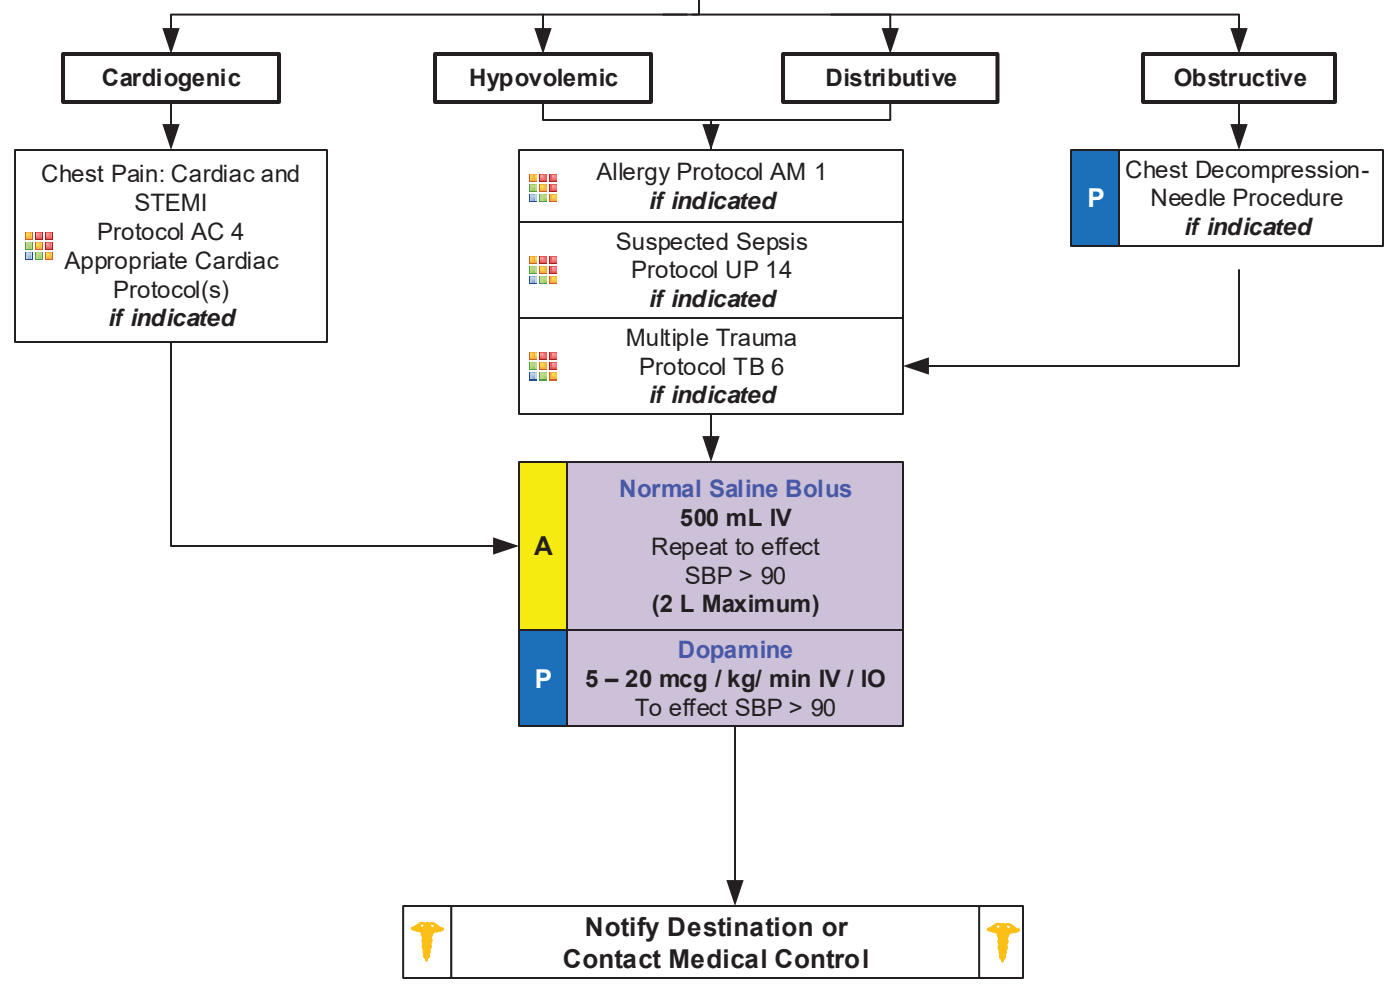 Cardiogenic
Hypovolemic
Distributive
Obstructive
Chest Pain: Cardiac and
STEMI
Protocol AC 4
Appropriate Cardiac
Protocol(s)
if indicated
Allergy Protocol AM 1
if indicated
Suspected Sepsis
Protocol UP 14
if indicated
Multiple Trauma
Protocol TB 6
if indicated
P
Chest Decompression-
Needle Procedure
if indicated
A
Normal Saline Bolus
500 mL IV
Repeat to effect
SBP > 90
(2 L Maximum)
P
Dopamine
5 – 20 mcg / kg/ min IV / IO
To effect SBP > 90
Notify Destination or
Contact Medical Control